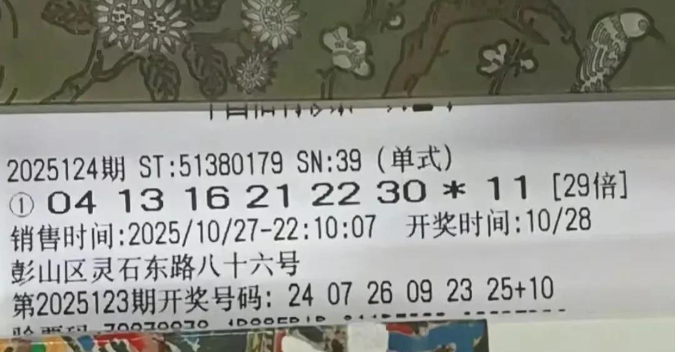 2025124期 ST:51380179 SN:39 (单式)
① 04 13 16 21 22 30 * 11 [29倍]
销售时间:2025/10/27-22:10:07 开奖时间:10/28
彭山区灵石东路八十六号
第2025123期开奖号码: 24 07 26 09 23 25+10